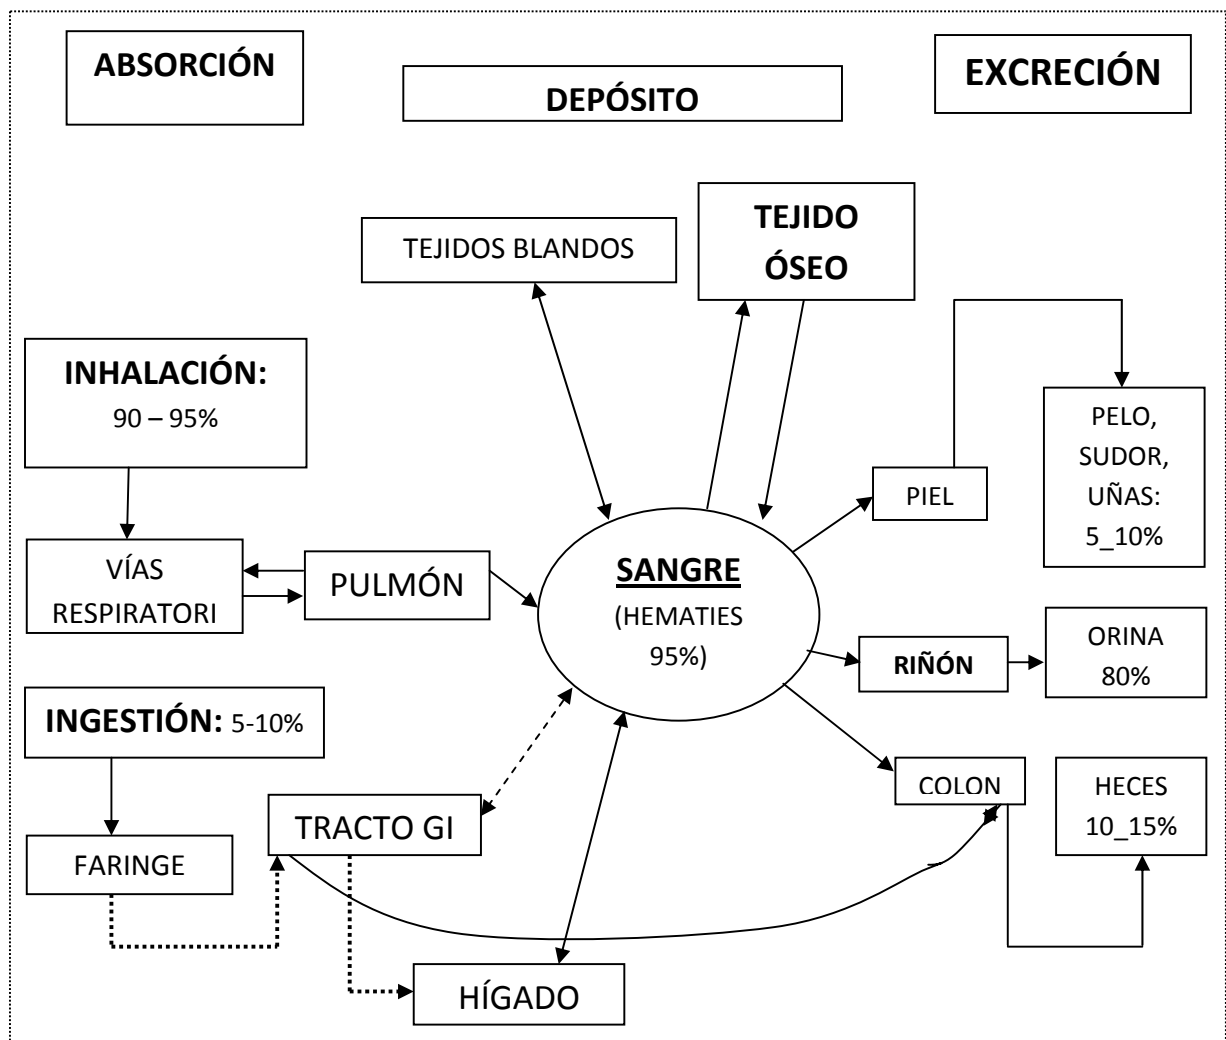 ABSORCIÓN
DEPÓSITO
EXCRECIÓN
TEJIDOS BLANDOS
TEJIDO
ÓSEO
INHALACIÓN:
90 – 95%
PELO,
SUDOR,
UÑAS:
5_10%
PIEL
VÍAS
RESPIRATORI
PULMÓN
SANGRE
(HEMATIES
95%)
RIÑÓN
ORINA
80%
INGESTIÓN: 5-10%
COLON
HECES
10_15%
TRACTO GI
FARINGE
HÍGADO